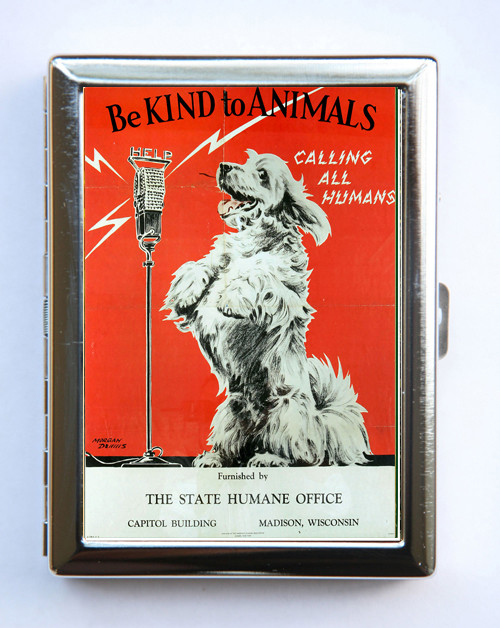 Be KIND to ANIMALS
HELP
CALLING
ALL
HUMANS
MORGAN
DENNIS
Furnished by
THE STATE HUMANE OFFICE
CAPITOL BUILDING MADISON, WISCONSIN